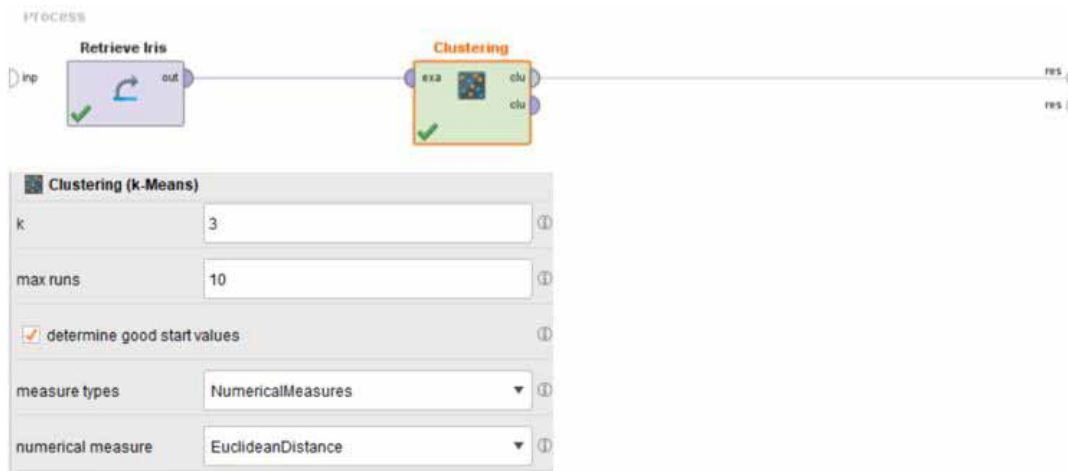 Process
Retrieve Iris
Clustering
inp
out
exa
clu
res
clu
res
Clustering (k-Means)
k
3
max runs
10
determine good start values
measure types
NumericalMeasures
numerical measure
EuclideanDistance